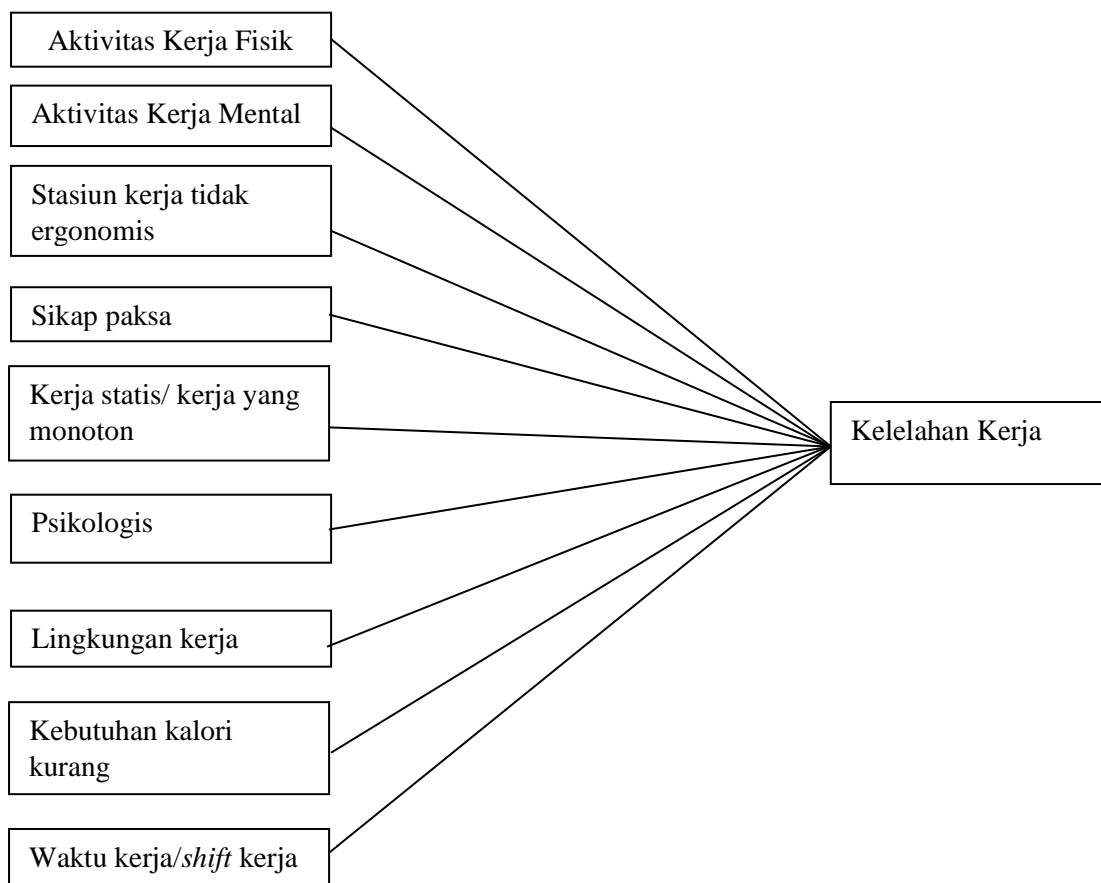 Aktivitas Kerja Fisik
Aktivitas Kerja Mental
Stasiun kerja tidak
ergonomis
Sikap paksa
Kerja statis/ kerja yang
monoton
Psikologis
Lingkungan kerja
Kebutuhan kalori
kurang
Waktu kerja/shift kerja
Kelelahan Kerja